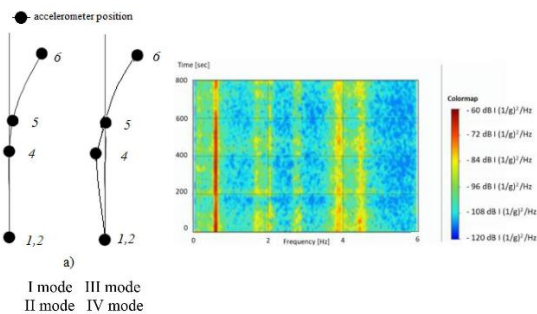 accelerometer position
6
5
4
1,2
6
5
4
1,2
a)
I mode III mode
II mode IV mode
Time [sec]
800
600
400
200
0
0 2 4 6
Frequency [Hz]
Colormap
- 60 dB I (1/g)²/Hz
- 72 dB I (1/g)²/Hz
- 84 dB I (1/g)²/Hz
- 96 dB I (1/g)²/Hz
- 108 dB I (1/g)²/Hz
- 120 dB I (1/g)²/Hz